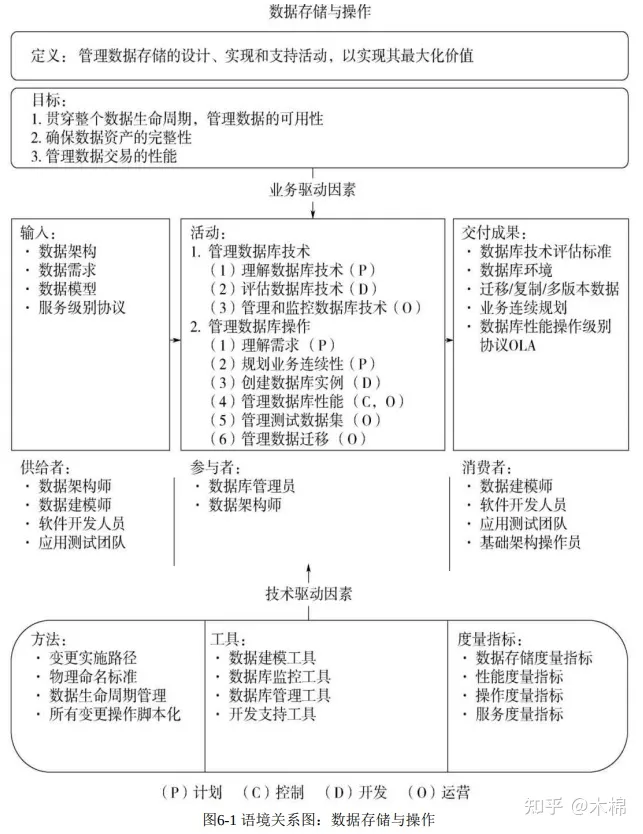 数据存储与操作
定义：管理数据存储的设计、实现和支持活动，以实现其最大化价值
目标：
1. 贯穿整个数据生命周期，管理数据的可用性
2. 确保数据资产的完整性
3. 管理数据交易的性能
业务驱动因素
输入：
· 数据架构
· 数据需求
· 数据模型
· 服务级别协议
活动：
1. 管理数据库技术
（1）理解数据库技术（P）
（2）评估数据库技术（D）
（3）管理和监控数据库技术（O）
2. 管理数据库操作
（1）理解需求（P）
（2）规划业务连续性（P）
（3）创建数据库实例（D）
（4）管理数据库性能（C，O）
（5）管理测试数据集（O）
（6）管理数据迁移（O）
交付成果：
· 数据库技术评估标准
· 数据库环境
· 迁移/复制/多版本数据
· 业务连续规划
· 数据库性能操作级别
协议OLA
供给者：
· 数据架构师
· 数据建模师
· 软件开发人员
· 应用测试团队
参与者：
· 数据库管理员
· 数据架构师
消费者：
· 数据建模师
· 软件开发人员
· 应用测试团队
· 基础架构操作员
技术驱动因素
方法：
· 变更实施路径
· 物理命名标准
· 数据生命周期管理
· 所有变更操作脚本化
工具：
· 数据建模工具
· 数据库监控工具
· 数据库管理工具
· 开发支持工具
度量指标：
· 数据存储度量指标
· 性能度量指标
· 操作度量指标
· 服务度量指标
（P）计划 （C）控制 （D）开发 （O）运营
知乎 @木棉
图6-1 语境关系图：数据存储与操作